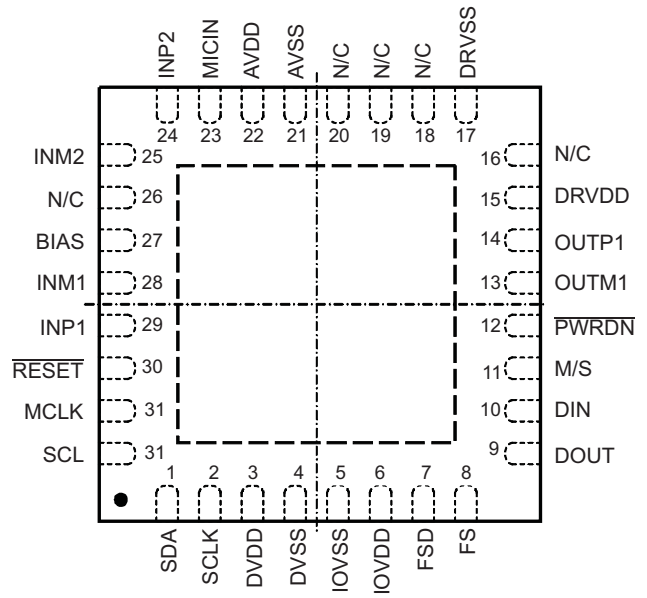 INP2 MICIN AVDD AVSS N/C N/C N/C DRVSS
24 23 22 21 20 19 18 17
INM2 25 16 N/C
N/C 26 15 DRVDD
BIAS 27 14 OUTP1
INM1 28 13 OUTM1
INP1 29 12 PWRDN
RESET 30 11 M/S
MCLK 31 10 DIN
SCL 31 9 DOUT
1 2 3 4 5 6 7 8
SDA SCLK DVDD DVSS IOVSS IOVDD FSD FS